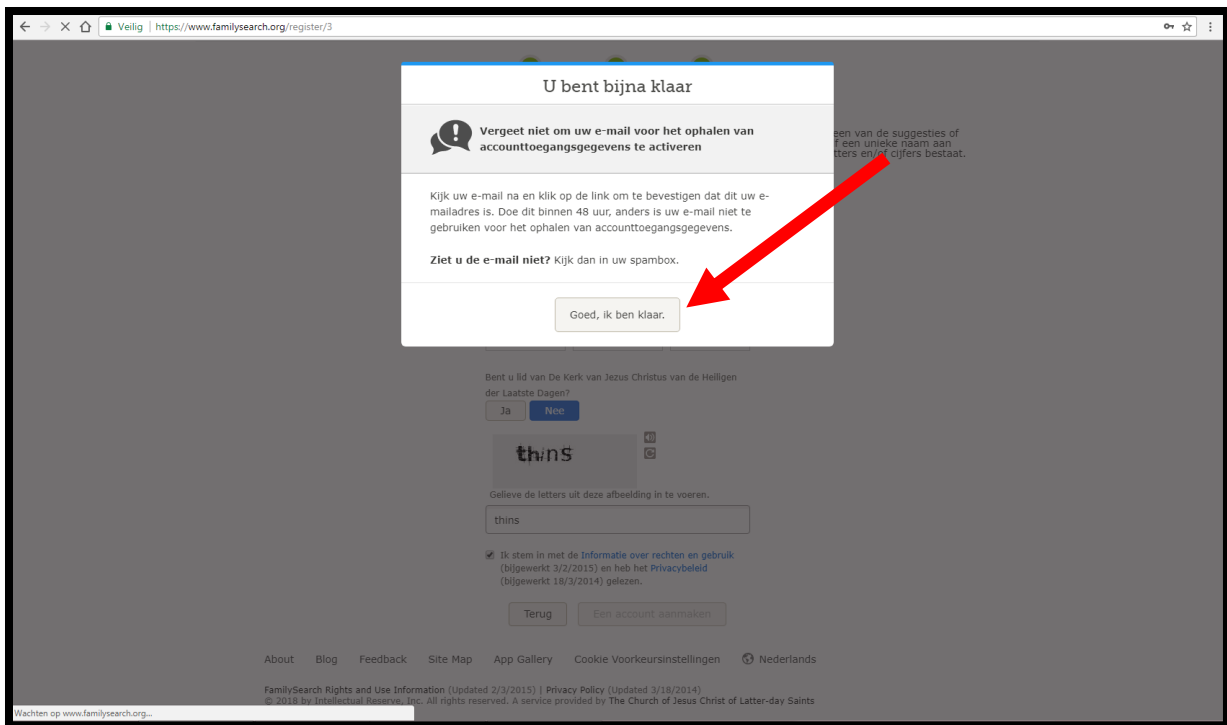 Veilig | https://www.familysearch.org/register/3
U bent bijna klaar
Vergeet niet om uw e-mail voor het ophalen van
accounttoegangsgegevens te activeren
een van de suggesties of
f een unieke naam aan
tters en/of cijfers bestaat.
Kijk uw e-mail na en klik op de link om te bevestigen dat dit uw e-
mailadres is. Doe dit binnen 48 uur, anders is uw e-mail niet te
gebruiken voor het ophalen van accounttoegangsgegevens.
Ziet u de e-mail niet? Kijk dan in uw spambox.
Goed, ik ben klaar.
Bent u lid van De Kerk van Jezus Christus van de Heiligen
der Laatste Dagen?
Ja Nee
thins
Gelieve de letters uit deze afbeelding in te voeren.
thins
Ik stem in met de Informatie over rechten en gebruik
(bijgewerkt 3/2/2015) en heb het Privacybeleid
(bijgewerkt 18/3/2014) gelezen.
Terug Een account aanmaken
About Blog Feedback Site Map App Gallery Cookie Voorkeursinstellingen Nederlands
FamilySearch Rights and Use Information (Updated 2/3/2015) | Privacy Policy (Updated 3/18/2014)
© 2018 by Intellectual Reserve, Inc. All rights reserved. A service provided by The Church of Jesus Christ of Latter-day Saints
Wachten op www.familysearch.org...